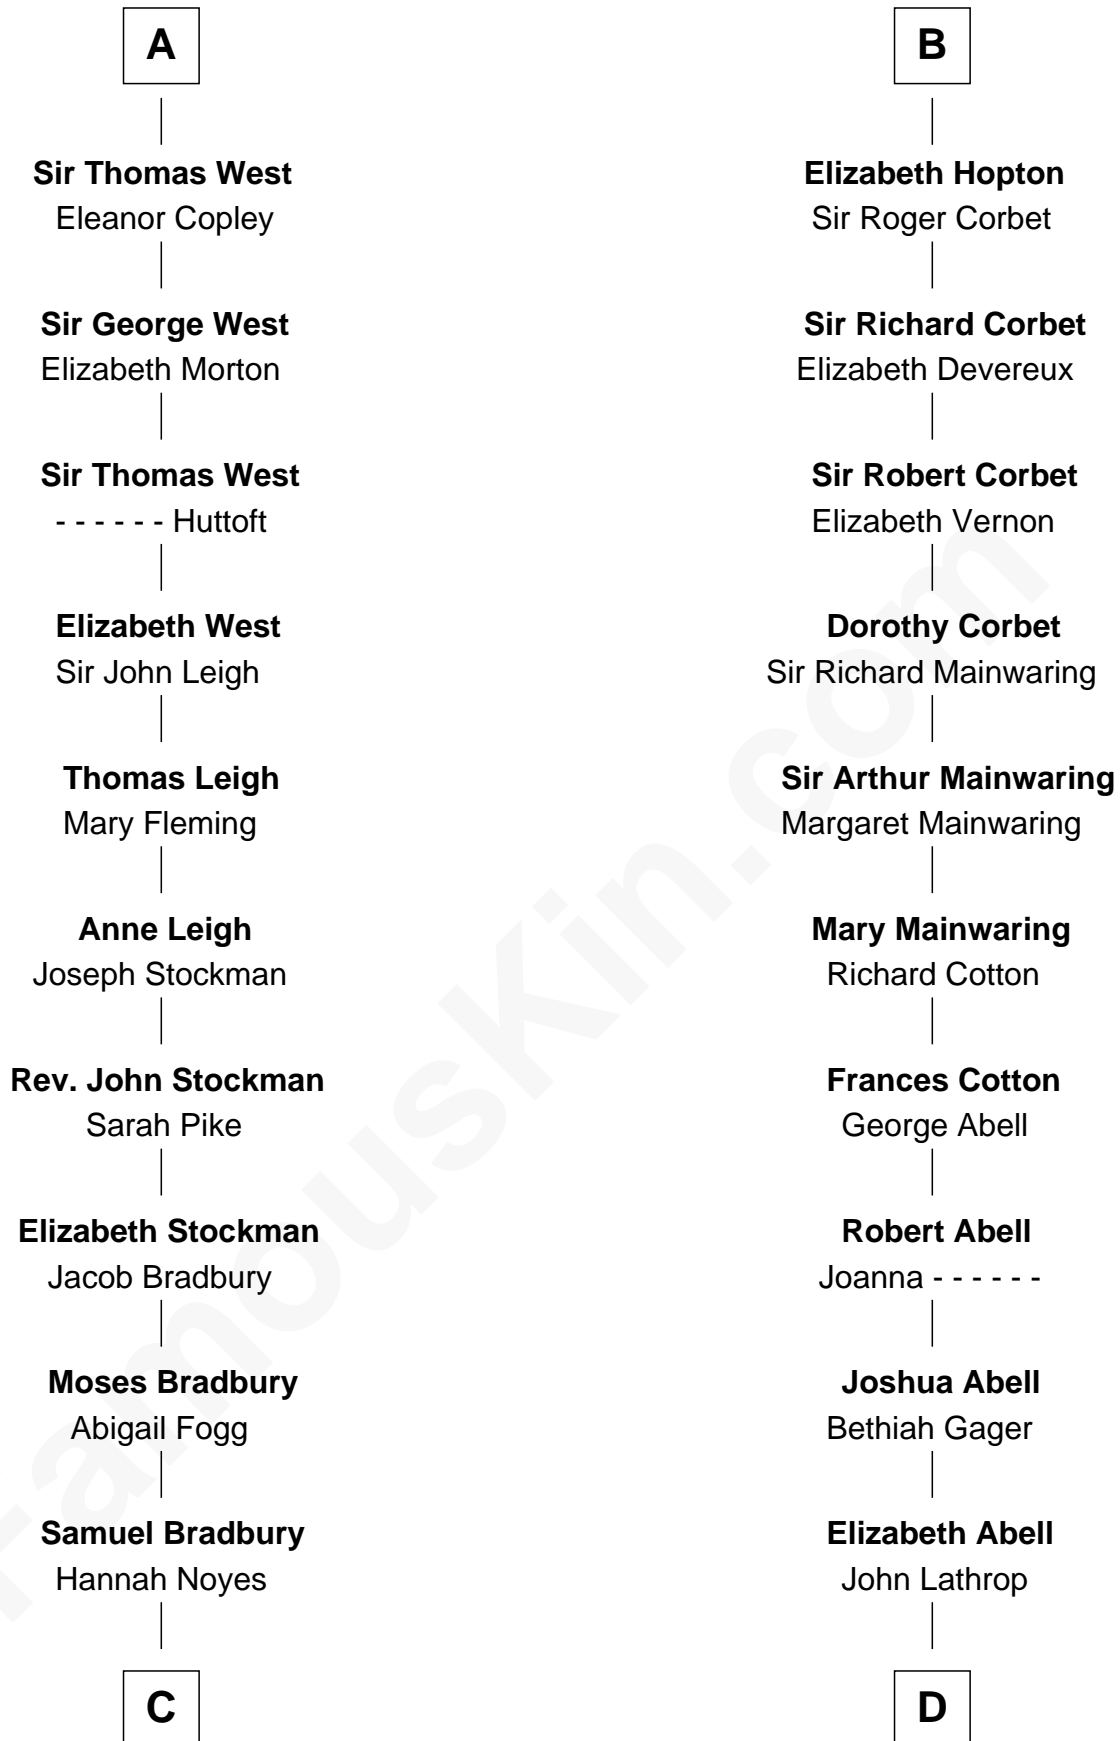 A
Sir Thomas West
Eleanor Copley
Sir George West
Elizabeth Morton
Sir Thomas West
- - - - - - Huttoft
Elizabeth West
Sir John Leigh
Thomas Leigh
Mary Fleming
Anne Leigh
Joseph Stockman
Rev. John Stockman
Sarah Pike
Elizabeth Stockman
Jacob Bradbury
Moses Bradbury
Abigail Fogg
Samuel Bradbury
Hannah Noyes
C
B
Elizabeth Hopton
Sir Roger Corbet
Sir Richard Corbet
Elizabeth Devereux
Sir Robert Corbet
Elizabeth Vernon
Dorothy Corbet
Sir Richard Mainwaring
Sir Arthur Mainwaring
Margaret Mainwaring
Mary Mainwaring
Richard Cotton
Frances Cotton
George Abell
Robert Abell
Joanna - - - - - -
Joshua Abell
Bethiah Gager
Elizabeth Abell
John Lathrop
D
FamousKin.com